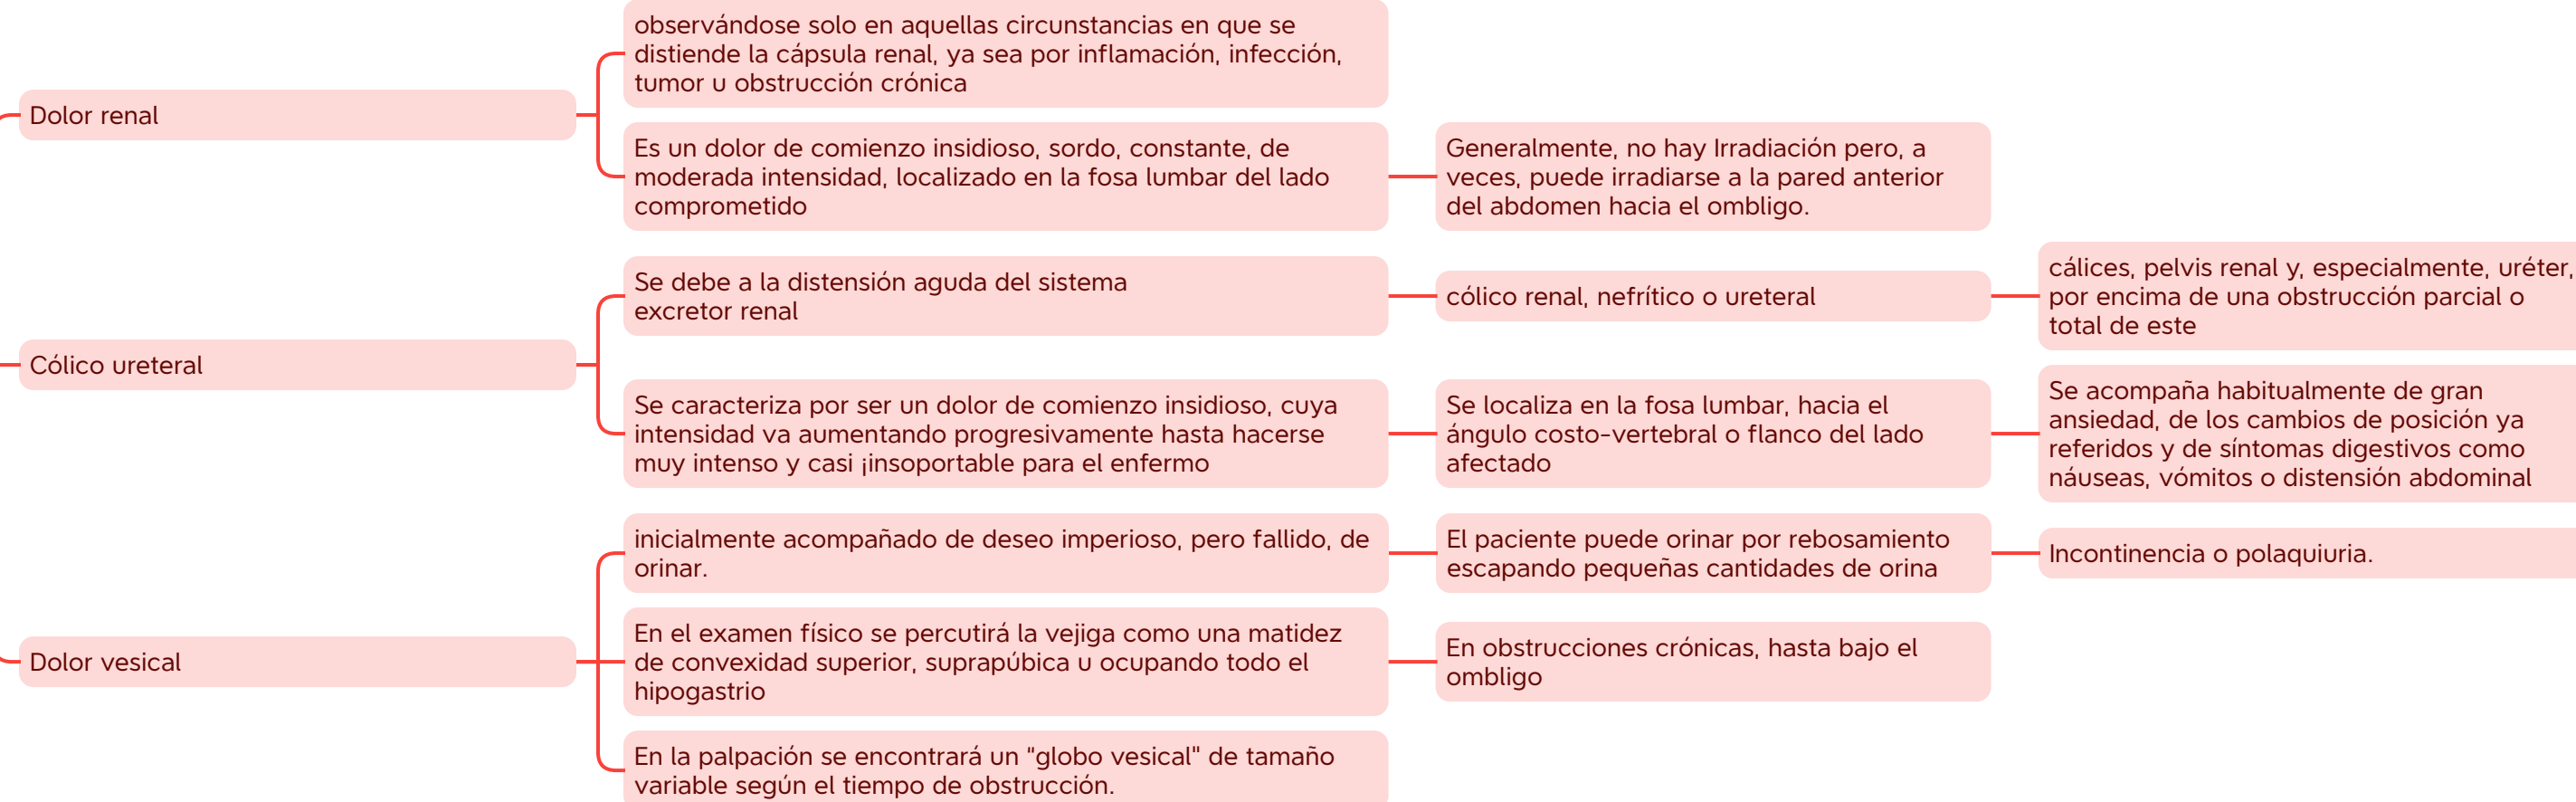 Dolor renal
observándose solo en aquellas circunstancias en que se
distiende la cápsula renal, ya sea por inflamación, infección,
tumor u obstrucción crónica
Es un dolor de comienzo insidioso, sordo, constante, de
moderada intensidad, localizado en la fosa lumbar del lado
comprometido
Generalmente, no hay Irradiación pero, a
veces, puede irradiarse a la pared anterior
del abdomen hacia el ombligo.
Cólico ureteral
Se debe a la distensión aguda del sistema
excretor renal
cólico renal, nefrítico o ureteral
cálices, pelvis renal y, especialmente, uréter,
por encima de una obstrucción parcial o
total de este
Se caracteriza por ser un dolor de comienzo insidioso, cuya
intensidad va aumentando progresivamente hasta hacerse
muy intenso y casi ¡insoportable para el enfermo
Se localiza en la fosa lumbar, hacia el
ángulo costo-vertebral o flanco del lado
afectado
Se acompaña habitualmente de gran
ansiedad, de los cambios de posición ya
referidos y de síntomas digestivos como
náuseas, vómitos o distensión abdominal
Dolor vesical
inicialmente acompañado de deseo imperioso, pero fallido, de
orinar.
El paciente puede orinar por rebosamiento
escapando pequeñas cantidades de orina
Incontinencia o polaquiuria.
En el examen físico se percutirá la vejiga como una matidez
de convexidad superior, suprapúbica u ocupando todo el
hipogastrio
En obstrucciones crónicas, hasta bajo el
ombligo
En la palpación se encontrará un “globo vesical" de tamaño
variable según el tiempo de obstrucción.